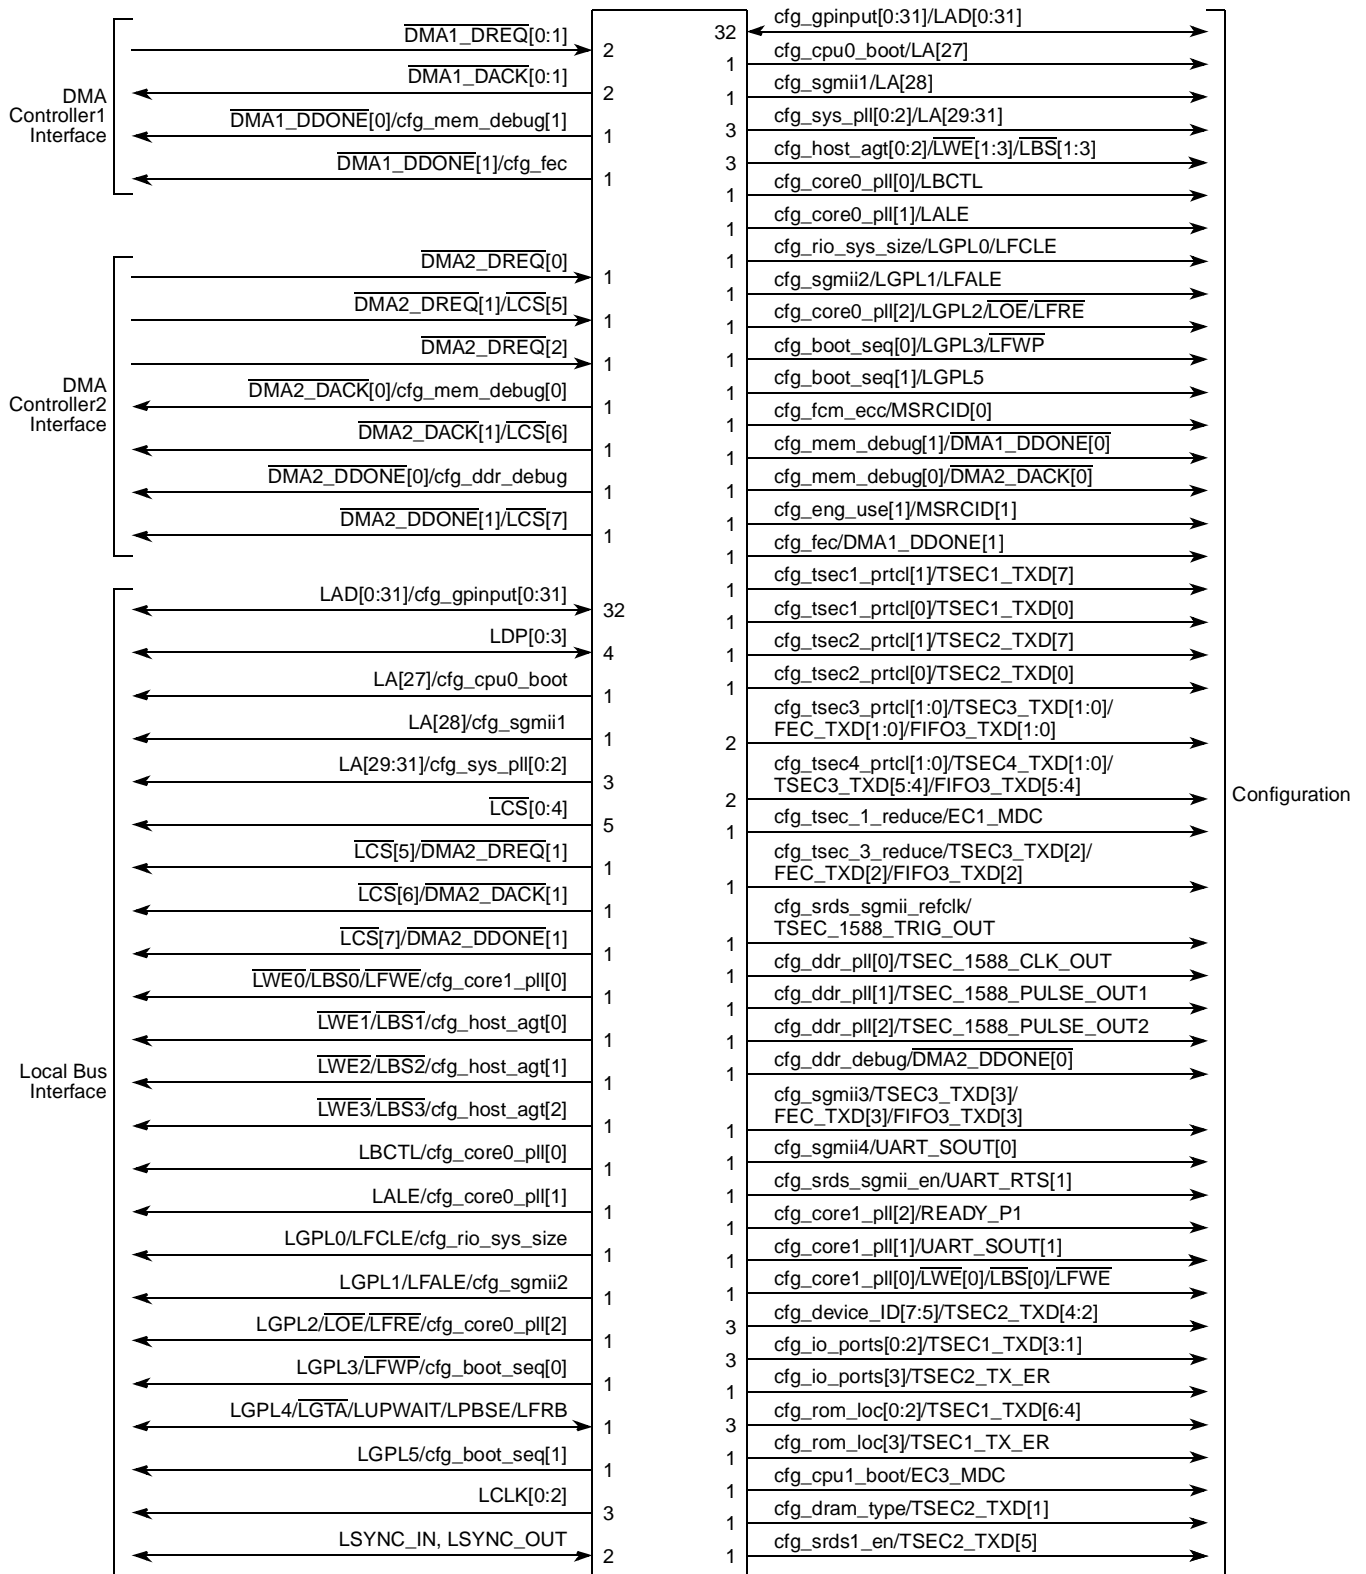 DMA
Controller1
Interface
DMA1_DREQ[0:1]
2
DMA1_DACK[0:1]
2
DMA1_DDONE[0]/cfg_mem_debug[1]
1
DMA1_DDONE[1]/cfg_fec
1
DMA
Controller2
Interface
DMA2_DREQ[0]
1
DMA2_DREQ[1]/LCS[5]
1
DMA2_DREQ[2]
1
DMA2_DACK[0]/cfg_mem_debug[0]
1
DMA2_DACK[1]/LCS[6]
1
DMA2_DDONE[0]/cfg_ddr_debug
1
DMA2_DDONE[1]/LCS[7]
1
Local Bus
Interface
LAD[0:31]/cfg_gpinput[0:31]
32
LDP[0:3]
4
LA[27]/cfg_cpu0_boot
1
LA[28]/cfg_sgmii1
1
LA[29:31]/cfg_sys_pll[0:2]
3
LCS[0:4]
5
LCS[5]/DMA2_DREQ[1]
1
LCS[6]/DMA2_DACK[1]
1
LCS[7]/DMA2_DDONE[1]
1
LWE0/LBS0/LFWE/cfg_core1_pll[0]
1
LWE1/LBS1/cfg_host_agt[0]
1
LWE2/LBS2/cfg_host_agt[1]
1
LWE3/LBS3/cfg_host_agt[2]
1
LBCTL/cfg_core0_pll[0]
1
LALE/cfg_core0_pll[1]
1
LGPL0/LFCLE/cfg_rio_sys_size
1
LGPL1/LFALE/cfg_sgmii2
1
LGPL2/LOE/LFRE/cfg_core0_pll[2]
1
LGPL3/LFWP/cfg_boot_seq[0]
1
LGPL4/LGTA/LUPWAIT/LPBSE/LFRB
1
LGPL5/cfg_boot_seq[1]
1
LCLK[0:2]
3
LSYNC_IN, LSYNC_OUT
2
32
cfg_gpinput[0:31]/LAD[0:31]
1
cfg_cpu0_boot/LA[27]
1
cfg_sgmii1/LA[28]
3
cfg_sys_pll[0:2]/LA[29:31]
3
cfg_host_agt[0:2]/LWE[1:3]/LBS[1:3]
1
cfg_core0_pll[0]/LBCTL
1
cfg_core0_pll[1]/LALE
1
cfg_rio_sys_size/LGPL0/LFCLE
1
cfg_sgmii2/LGPL1/LFALE
1
cfg_core0_pll[2]/LGPL2/LOE/LFRE
1
cfg_boot_seq[0]/LGPL3/LFWP
1
cfg_boot_seq[1]/LGPL5
1
cfg_fcm_ecc/MSRCID[0]
1
cfg_mem_debug[1]/DMA1_DDONE[0]
1
cfg_mem_debug[0]/DMA2_DACK[0]
1
cfg_eng_use[1]/MSRCID[1]
1
cfg_fec/DMA1_DDONE[1]
1
cfg_tsec1_prtcl[1]/TSEC1_TXD[7]
1
cfg_tsec1_prtcl[0]/TSEC1_TXD[0]
1
cfg_tsec2_prtcl[1]/TSEC2_TXD[7]
1
cfg_tsec2_prtcl[0]/TSEC2_TXD[0]
2
cfg_tsec3_prtcl[1:0]/TSEC3_TXD[1:0]/
FEC_TXD[1:0]/FIFO3_TXD[1:0]
2
cfg_tsec4_prtcl[1:0]/TSEC4_TXD[1:0]/
TSEC3_TXD[5:4]/FIFO3_TXD[5:4]
1
cfg_tsec_1_reduce/EC1_MDC
1
cfg_tsec_3_reduce/TSEC3_TXD[2]/
FEC_TXD[2]/FIFO3_TXD[2]
1
cfg_srds_sgmii_refclk/
TSEC_1588_TRIG_OUT
1
cfg_ddr_pll[0]/TSEC_1588_CLK_OUT
1
cfg_ddr_pll[1]/TSEC_1588_PULSE_OUT1
1
cfg_ddr_pll[2]/TSEC_1588_PULSE_OUT2
1
cfg_ddr_debug/DMA2_DDONE[0]
1
cfg_sgmii3/TSEC3_TXD[3]/
FEC_TXD[3]/FIFO3_TXD[3]
1
cfg_sgmii4/UART_SOUT[0]
1
cfg_srds_sgmii_en/UART_RTS[1]
1
cfg_core1_pll[2]/READY_P1
1
cfg_core1_pll[1]/UART_SOUT[1]
1
cfg_core1_pll[0]/LWE[0]/LBS[0]/LFWE
3
cfg_device_ID[7:5]/TSEC2_TXD[4:2]
3
cfg_io_ports[0:2]/TSEC1_TXD[3:1]
1
cfg_io_ports[3]/TSEC2_TX_ER
3
cfg_rom_loc[0:2]/TSEC1_TXD[6:4]
1
cfg_rom_loc[3]/TSEC1_TX_ER
1
cfg_cpu1_boot/EC3_MDC
1
cfg_dram_type/TSEC2_TXD[1]
1
cfg_srds1_en/TSEC2_TXD[5]
Configuration